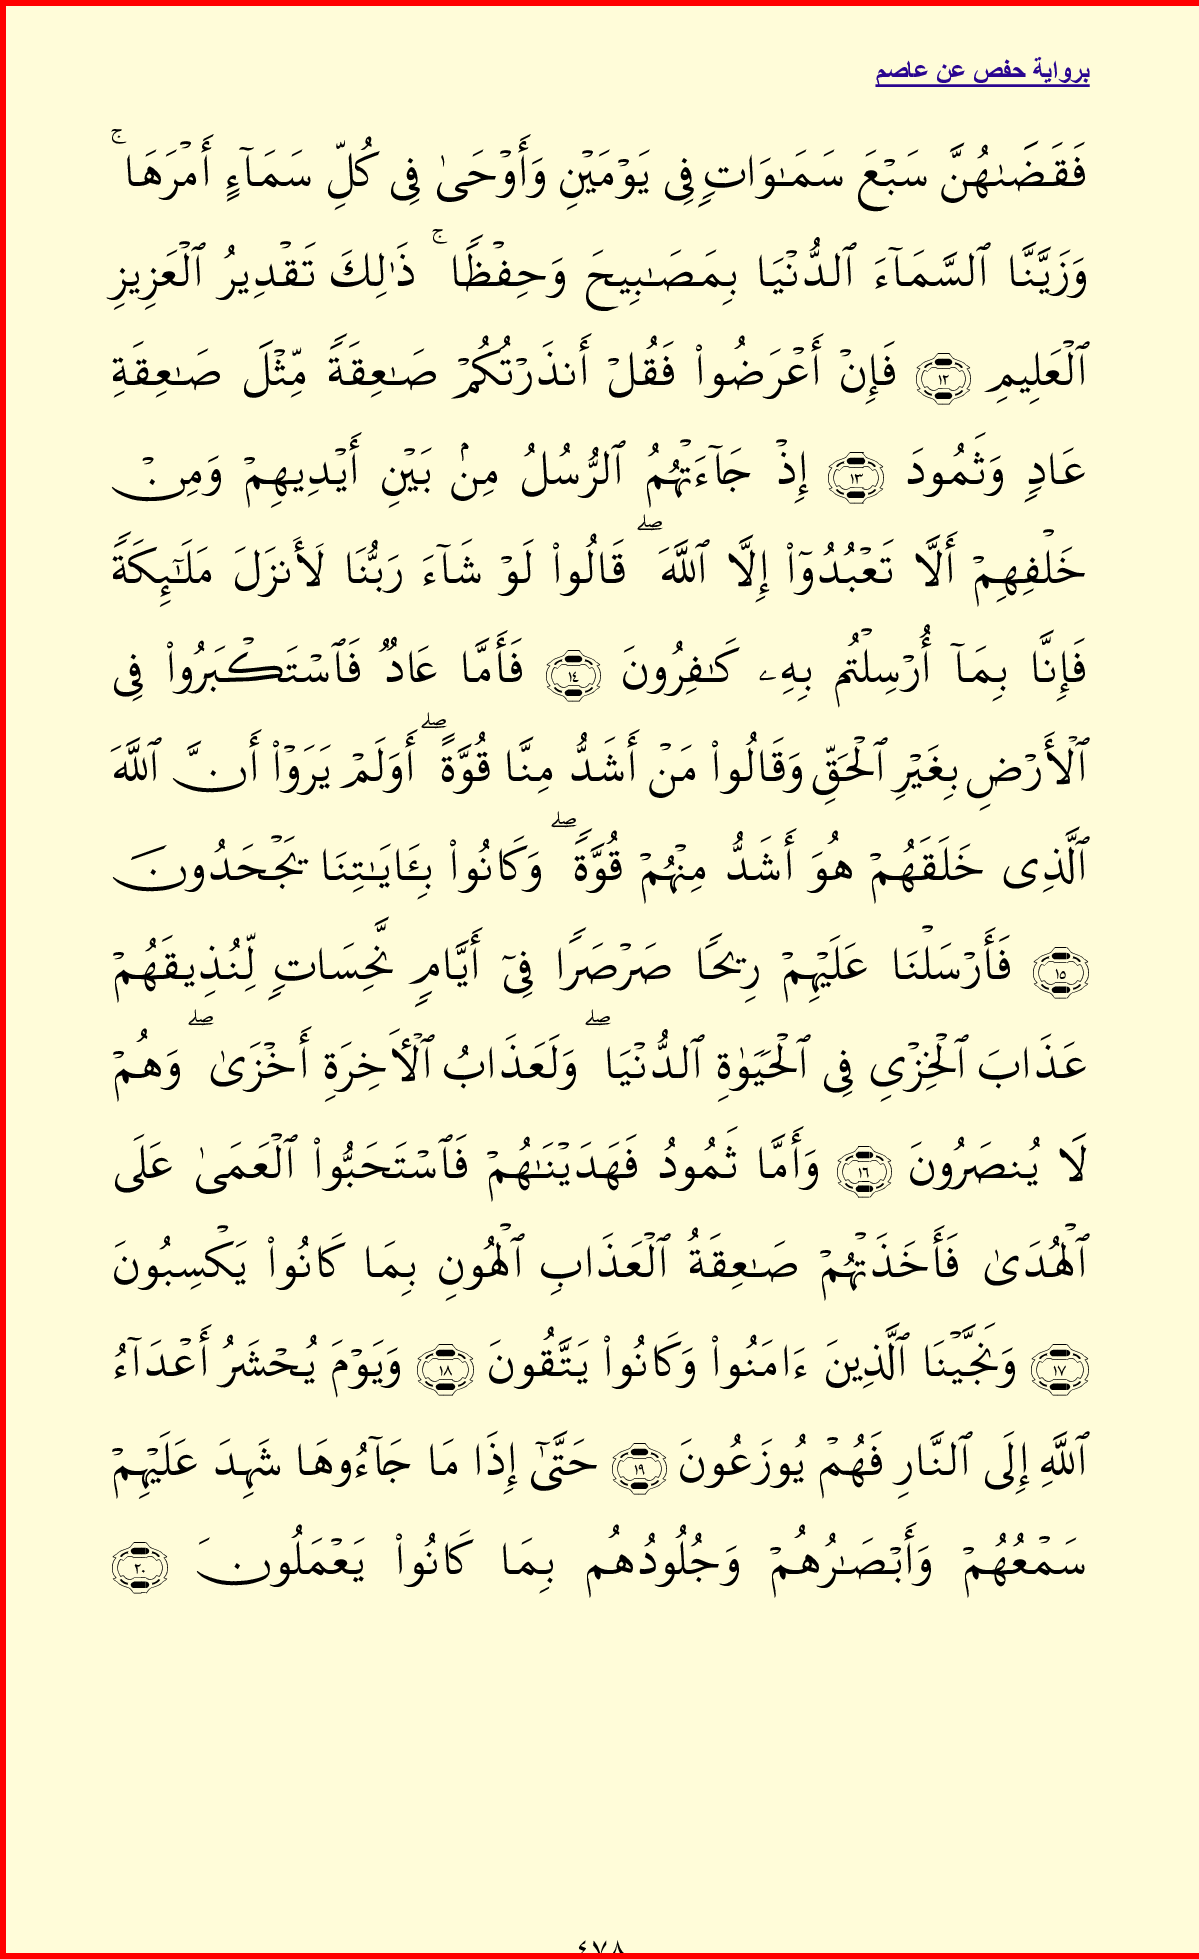 برواية حفص عن عاصم
فَقَضَىٰهُنَّ سَبْعَ سَمَٰوَاتٍۢ فِى يَوْمَيْنِ وَأَوْحَىٰ فِى كُلِّ سَمَآءٍ أَمْرَهَا ۚ
وَزَيَّنَّا ٱلسَّمَآءَ ٱلدُّنْيَا بِمَصَٰبِيحَ وَحِفْظًۭا ۚ ذَٰلِكَ تَقْدِيرُ ٱلْعَزِيزِ
ٱلْعَلِيمِ ١٢ فَإِنْ أَعْرَضُوا۟ فَقُلْ أَنذَرْتُكُمْ صَٰعِقَةًۭ مِّثْلَ صَٰعِقَةِ
عَادٍۢ وَثَمُودَ ١٣ إِذْ جَآءَتْهُمُ ٱلرُّسُلُ مِنۢ بَيْنِ أَيْدِيهِمْ وَمِنْ
خَلْفِهِمْ أَلَّا تَعْبُدُوٓا۟ إِلَّا ٱللَّهَ ۖ قَالُوا۟ لَوْ شَآءَ رَبُّنَا لَأَنزَلَ مَلَٰٓئِكَةًۭ
فَإِنَّا بِمَآ أُرْسِلْتُم بِهِۦ كَٰفِرُونَ ١٤ فَأَمَّا عَادٌۭ فَٱسْتَكْبَرُوا۟ فِى
ٱلْأَرْضِ بِغَيْرِ ٱلْحَقِّ وَقَالُوا۟ مَنْ أَشَدُّ مِنَّا قُوَّةً ۖ أَوَلَمْ يَرَوْا۟ أَنَّ ٱللَّهَ
ٱلَّذِى خَلَقَهُمْ هُوَ أَشَدُّ مِنْهُمْ قُوَّةًۭ ۖ وَكَانُوا۟ بِـَٔايَٰتِنَا يَجْحَدُونَ
١٥ فَأَرْسَلْنَا عَلَيْهِمْ رِيحًۭا صَرْصَرًۭا فِىٓ أَيَّامٍۢ نَّحِسَاتٍۢ لِّنُذِيقَهُمْ
عَذَابَ ٱلْخِزْىِ فِى ٱلْحَيَوٰةِ ٱلدُّنْيَا ۖ وَلَعَذَابُ ٱلْـَٔاخِرَةِ أَخْزَىٰ ۖ وَهُمْ
لَا يُنصَرُونَ ١٦ وَأَمَّا ثَمُودُ فَهَدَيْنَٰهُمْ فَٱسْتَحَبُّوا۟ ٱلْعَمَىٰ عَلَى
ٱلْهُدَىٰ فَأَخَذَتْهُمْ صَٰعِقَةُ ٱلْعَذَابِ ٱلْهُونِ بِمَا كَانُوا۟ يَكْسِبُونَ
١٧ وَنَجَّيْنَا ٱلَّذِينَ ءَامَنُوا۟ وَكَانُوا۟ يَتَّقُونَ ١٨ وَيَوْمَ يُحْشَرُ أَعْدَآءُ
ٱللَّهِ إِلَى ٱلنَّارِ فَهُمْ يُوزَعُونَ ١٩ حَتَّىٰٓ إِذَا مَا جَآءُوهَا شَهِدَ عَلَيْهِمْ
سَمْعُهُمْ وَأَبْصَٰرُهُمْ وَجُلُودُهُم بِمَا كَانُوا۟ يَعْمَلُونَ ٢٠
٤٧٨